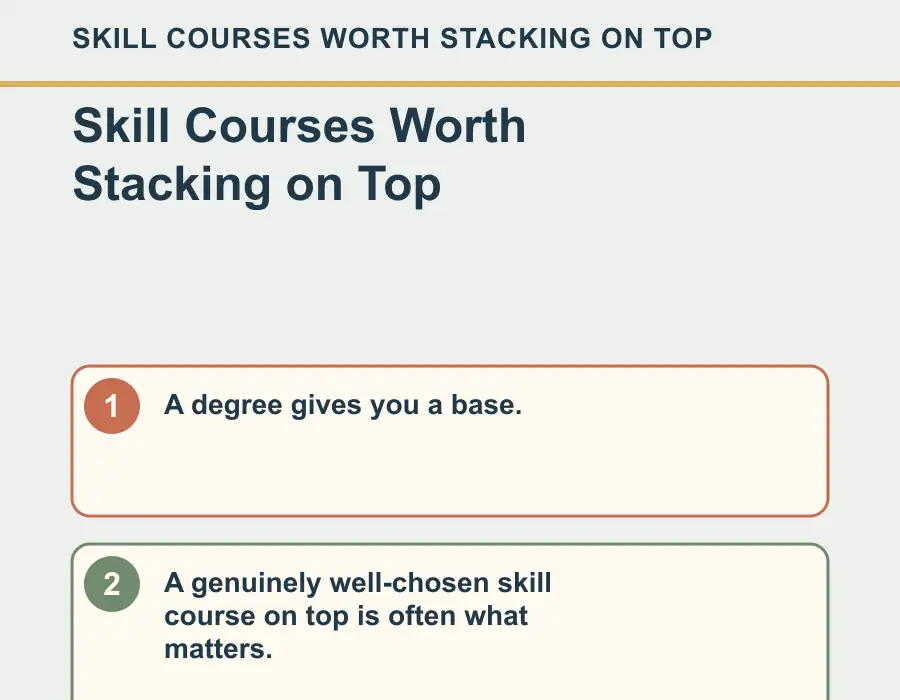 SKILL COURSES WORTH STACKING ON TOP
Skill Courses Worth
Stacking on Top
1
A degree gives you a base.
2
A genuinely well-chosen skill
course on top is often what
matters.